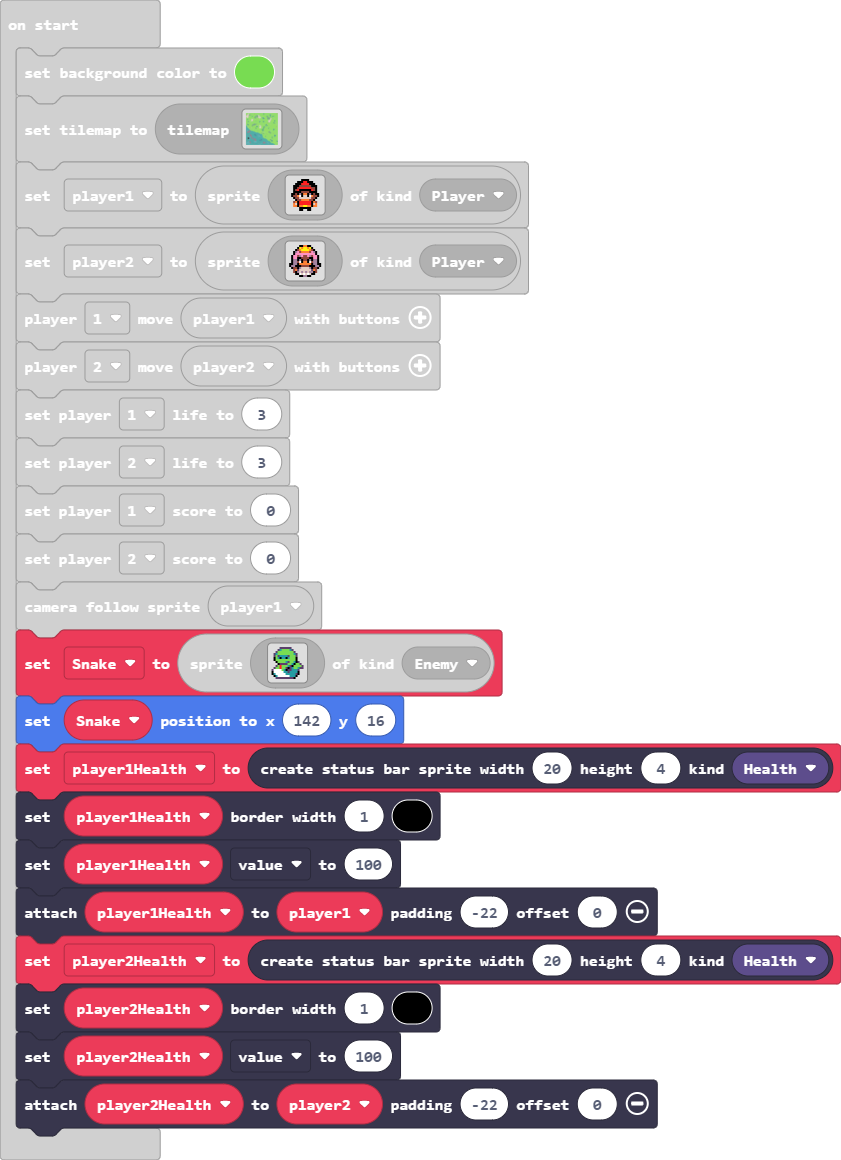 on start
set background color to
set tilemap to tilemap
set player1 to sprite of kind Player
set player2 to sprite of kind Player
player 1 move player1 with buttons
player 2 move player2 with buttons
set player 1 life to 3
set player 2 life to 3
set player 1 score to 0
set player 2 score to 0
camera follow sprite player1
set Snake to sprite of kind Enemy
set Snake position to x 142 y 16
set player1Health to create status bar sprite width 20 height 4 kind Health
set player1Health border width 1
set player1Health value to 100
attach player1Health to player1 padding -22 offset 0
set player2Health to create status bar sprite width 20 height 4 kind Health
set player2Health border width 1
set player2Health value to 100
attach player2Health to player2 padding -22 offset 0